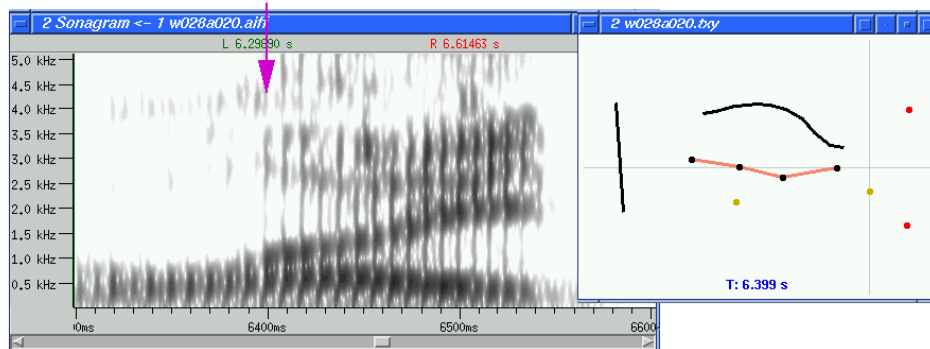 2 Sonagram <- 1 w028a020.aiff
L 6.29890 s R 6.61463 s
5.0 kHz
4.5 kHz
4.0 kHz
3.5 kHz
3.0 kHz
2.5 kHz
2.0 kHz
1.5 kHz
1.0 kHz
0.5 kHz
0ms 6400ms 6500ms 6600
2 w028a020.txy
T: 6.399 s